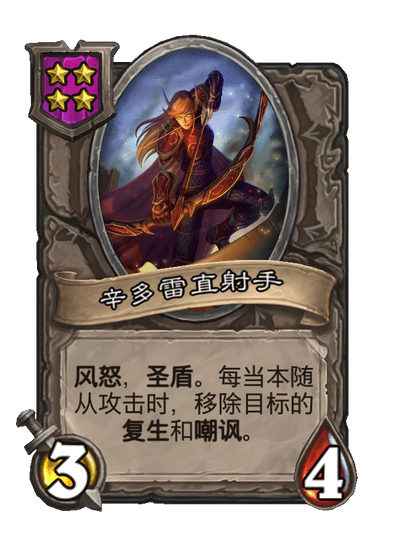 辛多雷直射手
风怒，圣盾。每当本随
从攻击时，移除目标的
复生和嘲讽。
3
4